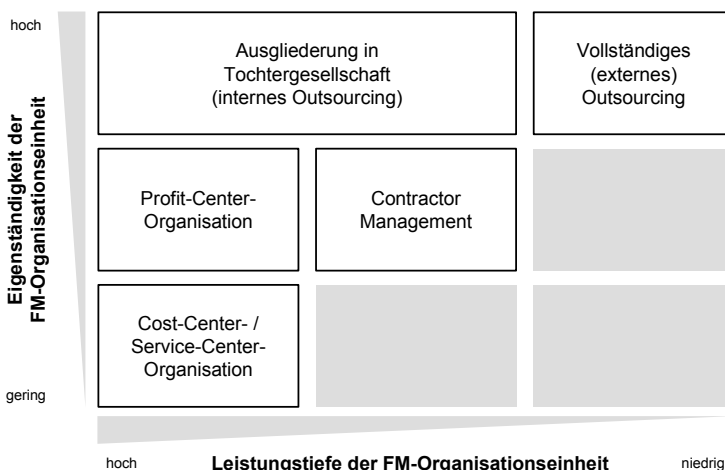 hoch
Ausgliederung in
Tochtergesellschaft
(internes Outsourcing)
Vollständiges
(externes)
Outsourcing
Eigenständigkeit der
FM-Organisationseinheit
Profit-Center-
Organisation
Contractor
Management
Cost-Center- /
Service-Center-
Organisation
gering
hoch
Leistungstiefe der FM-Organisationseinheit
niedrig